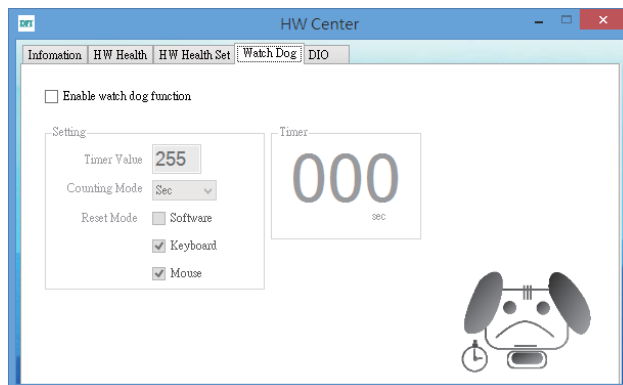 DFI HW Center
Infomation HW Health HW Health Set Watch Dog DIO
Enable watch dog function
Setting
Timer Value 255
Counting Mode Sec
Reset Mode Software
Keyboard
Mouse
Timer
000
sec